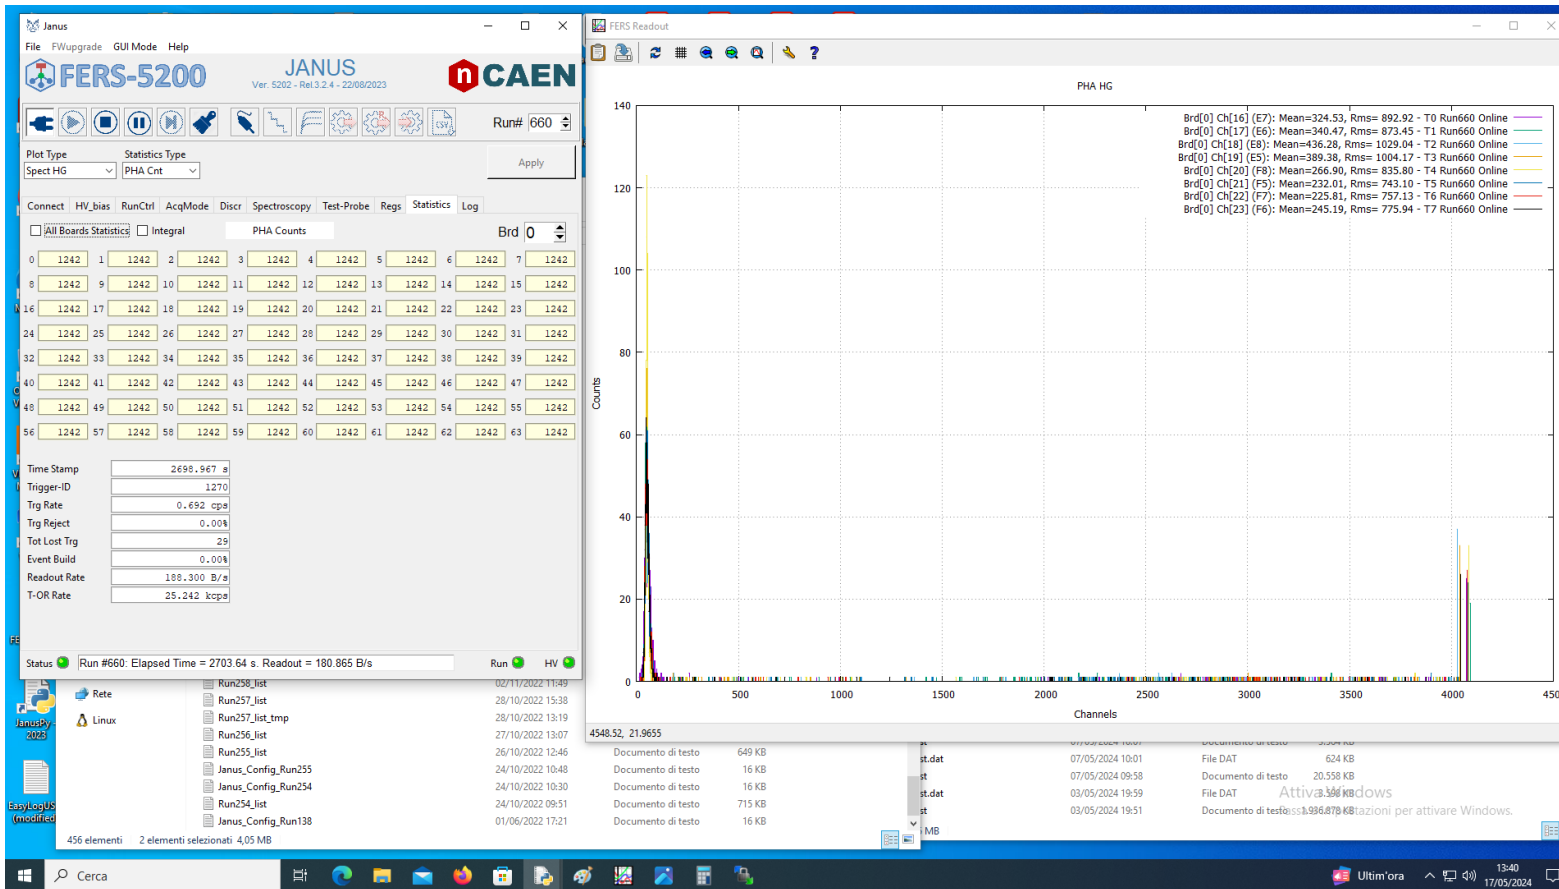 Janus
File FWupgrade GUI Mode Help
FERS-5200
JANUS
Ver. 5202 - Rel.3.2.4 - 22/08/2023
n CAEN
Run# 660
Plot Type Statistics Type
Spect HG PHA Cnt Apply
Connect HV_bias RunCtrl AcqMode Discr Spectroscopy Test-Probe Regs Statistics Log
All Boards Statistics Integral PHA Counts Brd 0
0 1242 1 1242 2 1242 3 1242 4 1242 5 1242 6 1242 7 1242
8 1242 9 1242 10 1242 11 1242 12 1242 13 1242 14 1242 15 1242
16 1242 17 1242 18 1242 19 1242 20 1242 21 1242 22 1242 23 1242
24 1242 25 1242 26 1242 27 1242 28 1242 29 1242 30 1242 31 1242
32 1242 33 1242 34 1242 35 1242 36 1242 37 1242 38 1242 39 1242
40 1242 41 1242 42 1242 43 1242 44 1242 45 1242 46 1242 47 1242
48 1242 49 1242 50 1242 51 1242 52 1242 53 1242 54 1242 55 1242
56 1242 57 1242 58 1242 59 1242 60 1242 61 1242 62 1242 63 1242
Time Stamp 2698.967 s
Trigger-ID 1270
Trg Rate 0.692 cps
Trg Reject 0.00%
Tot Lost Trg 29
Event Build 0.00%
Readout Rate 188.300 B/s
T-OR Rate 25.242 kcps
Status Run #660: Elapsed Time = 2703.64 s. Readout = 180.865 B/s Run HV
FERS Readout
PHA HG
Brd[0] Ch[16] (E7): Mean=324.53, Rms= 892.92 - T0 Run660 Online
Brd[0] Ch[17] (E6): Mean=340.47, Rms= 873.45 - T1 Run660 Online
Brd[0] Ch[18] (E8): Mean=436.28, Rms= 1029.04 - T2 Run660 Online
Brd[0] Ch[19] (E5): Mean=389.38, Rms= 1004.17 - T3 Run660 Online
Brd[0] Ch[20] (F8): Mean=266.90, Rms= 835.80 - T4 Run660 Online
Brd[0] Ch[21] (F5): Mean=232.01, Rms= 743.10 - T5 Run660 Online
Brd[0] Ch[22] (F7): Mean=225.81, Rms= 757.13 - T6 Run660 Online
Brd[0] Ch[23] (F6): Mean=245.19, Rms= 775.94 - T7 Run660 Online
140
120
100
80
60
40
20
0
Counts
0 500 1000 1500 2000 2500 3000 3500 4000 450
Channels
4548.52, 21.9655
Rete
Linux
JanusPy - 2023
EasyLogUS
(modified
Run258_list 02/11/2022 11:49
Run257_list 28/10/2022 15:38
Run257_list_tmp 28/10/2022 13:19
Run256_list 27/10/2022 13:07
Run255_list 26/10/2022 12:46 Documento di testo 649 KB
Janus_Config_Run255 24/10/2022 10:48 Documento di testo 16 KB
Janus_Config_Run254 24/10/2022 10:30 Documento di testo 16 KB
Run254_list 24/10/2022 09:51 Documento di testo 715 KB
Janus_Config_Run138 01/06/2022 17:21 Documento di testo 16 KB
456 elementi 2 elementi selezionati 4,05 MB
st.dat 07/05/2024 10:01 File DAT 624 KB
st 07/05/2024 09:58 Documento di testo 20.558 KB
st.dat 03/05/2024 19:59 File DAT
st 03/05/2024 19:51 Documento di testo
MB
Cerca
Ultim'ora
13:40
17/05/2024